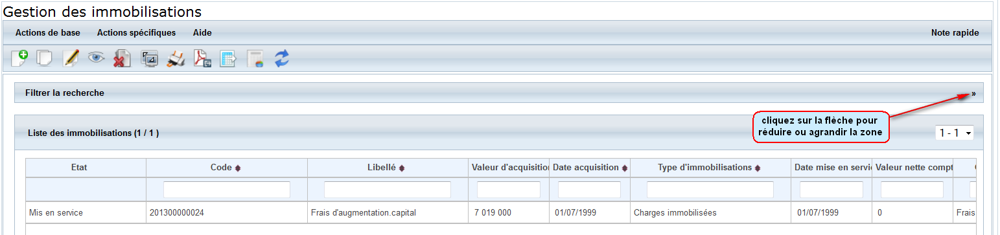 Gestion des immobilisations
Actions de base Actions spécifiques Aide Note rapide
Filtrer la recherche »
cliquez sur la flèche pour
réduire ou agrandir la zone
Liste des immobilisations (1 / 1 ) 1 - 1
Etat Code Libellé Valeur d'acquisition Date acquisition Type d'immobilisations Date mise en servi Valeur nette compt
Mis en service 201300000024 Frais d'augmentation.capital 7 019 000 01/07/1999 Charges immobilisées 01/07/1999 0 Frais